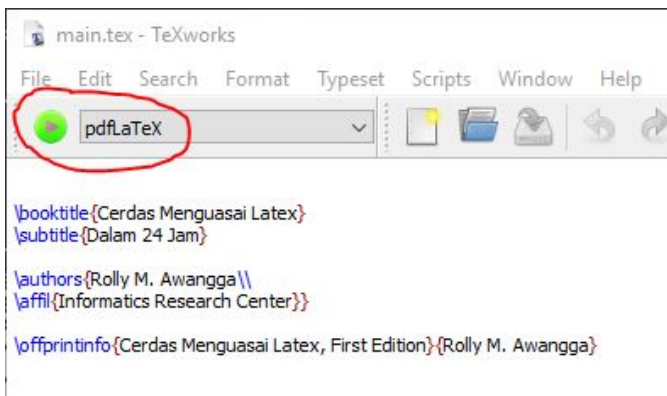 main.tex - TeXworks
File Edit Search Format Typeset Scripts Window Help
pdfLaTeX
\booktitle{Cerdas Menguasai Latex}
\subtitle{Dalam 24 Jam}
\authors{Rolly M. Awangga\\
\affil{Informatics Research Center}}
\offprintinfo{Cerdas Menguasai Latex, First Edition}{Rolly M. Awangga}